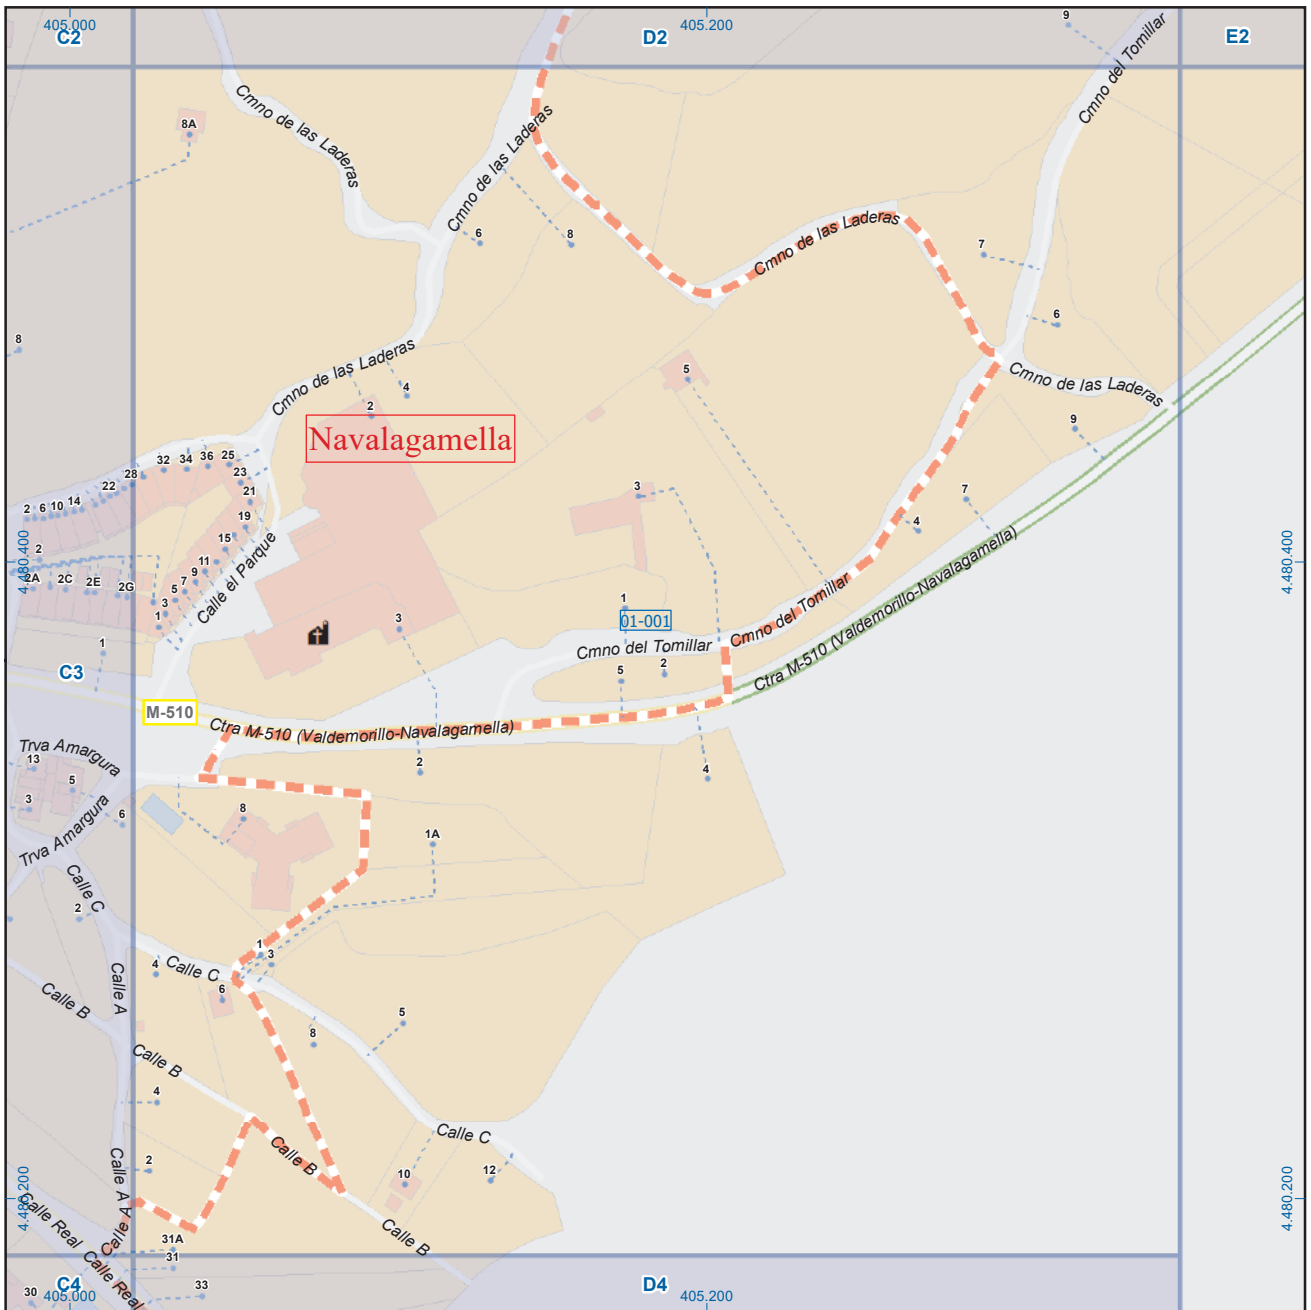 405.000
405.200
C2
D2
E2
9
Cmno del Tomillar
8A
Cmno de las Laderas
Cmno de las Laderas
6
8
Cmno de las Laderas
7
6
8
Cmno de las Laderas
4
2
5
Cmno de las Laderas
9
Navalagamella
32
34
36
25
28
23
22
21
2
6
10
14
19
3
7
4
4.480.400
4.480.400
2
15
11
9
7
5
3
1
2A
2C
2E
2G
Calle el Parque
1
01-001
3
Cmno del Tomillar
Cmno del Tomillar
Ctra M-510 (Valdemorillo-Navalagamella)
1
5
2
C3
M-510
Ctra M-510 (Valdemorillo-Navalagamella)
Trva Amargura
13
5
3
6
2
4
8
1A
Trva Amargura
Calle C
2
1
3
4
Calle C
6
Calle A
Calle B
5
8
Calle B
4
Calle C
Calle B
2
10
12
Calle A
4.480.200
4.480.200
Calle Real
Calle A
31A
31
Calle B
Calle Real
33
30
C4
D4
405.000
405.200